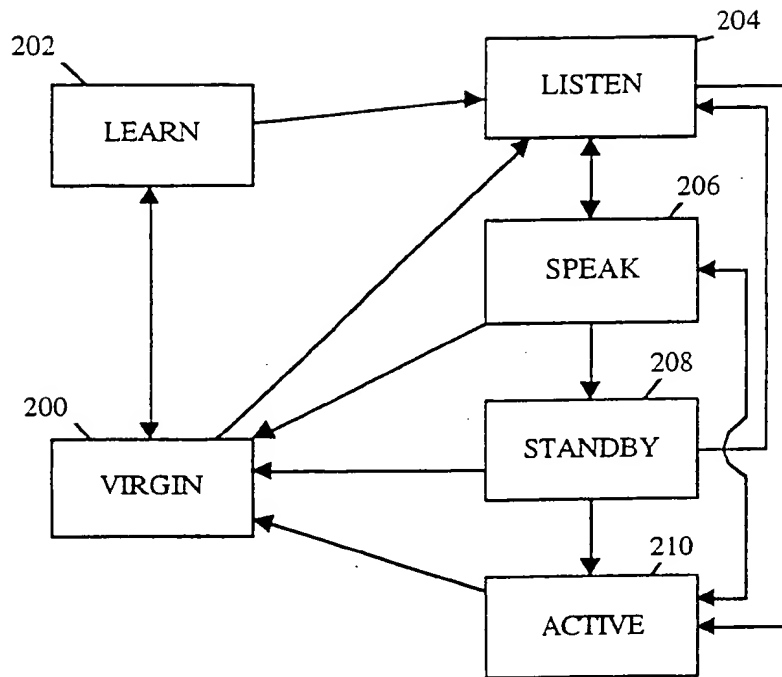 204
202
LISTEN
LEARN
206
SPEAK
200
208
STANDBY
VIRGIN
210
ACTIVE